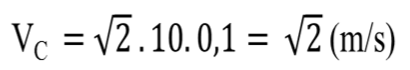 V_C = √2 . 10. 0,1 = √2 (m/s)